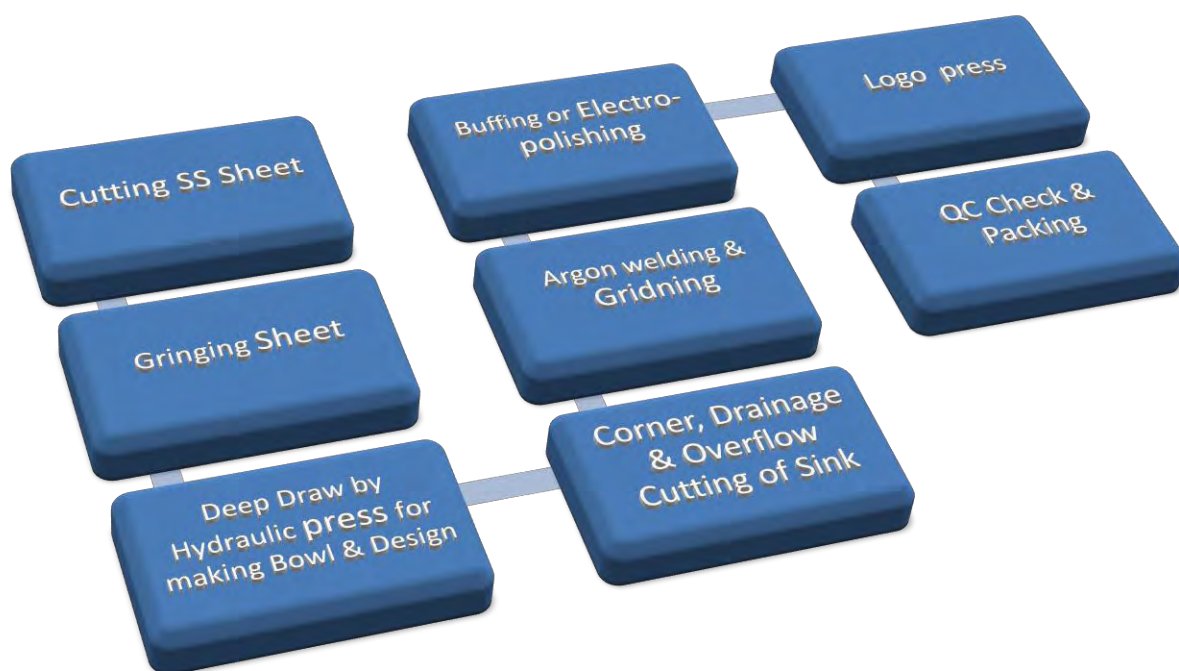 Cutting SS Sheet
Gringing Sheet
Deep Draw by
Hydraulic press for
making Bowl & Design
Corner, Drainage
& Overflow
Cutting of Sink
Argon welding &
Gridning
Buffing or Electro-
polishing
Logo press
QC Check &
Packing